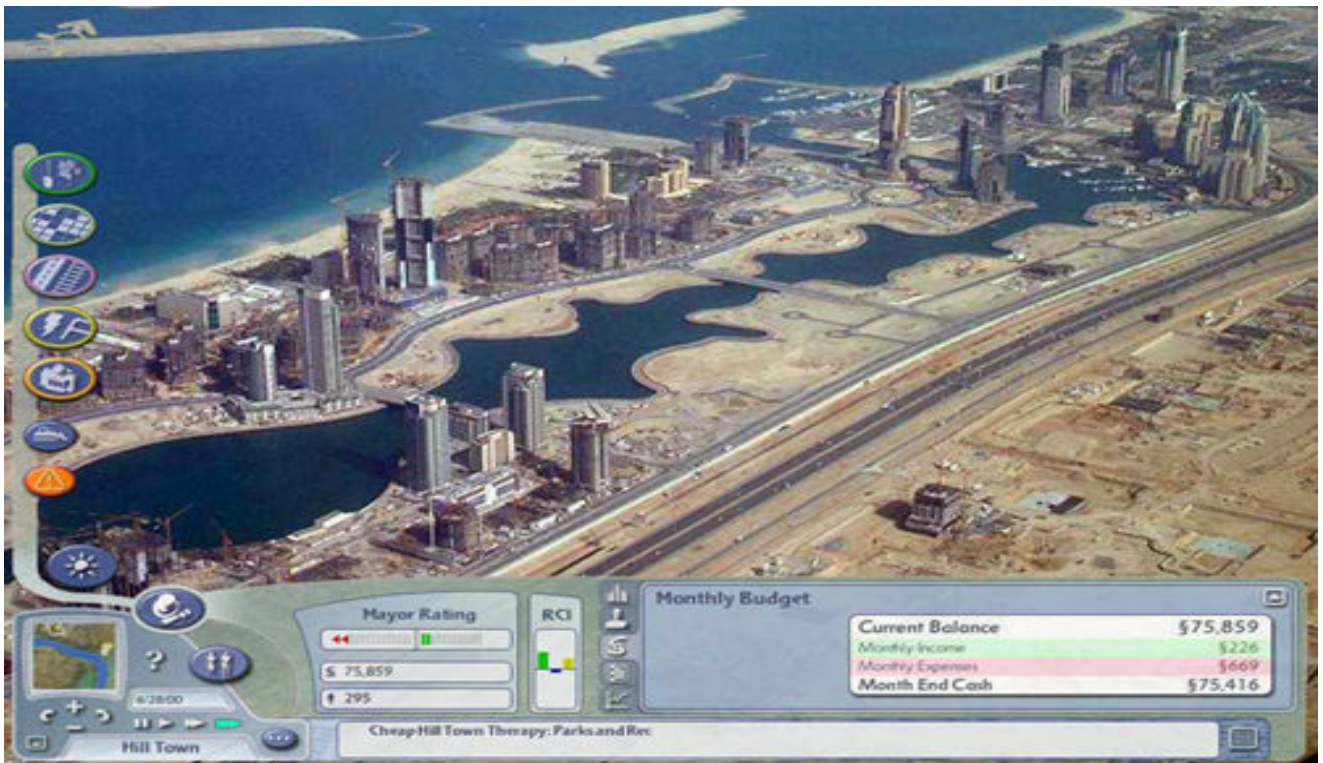 Mayor Rating
RCI
Monthly Budget
Current Balance §75,859
Monthly Income §226
Monthly Expenses §669
Month End Cash §75,416
§ 75,859
295
?
6/28/00
Hill Town
Cheap Hill Town Therapy: Parks and Rec